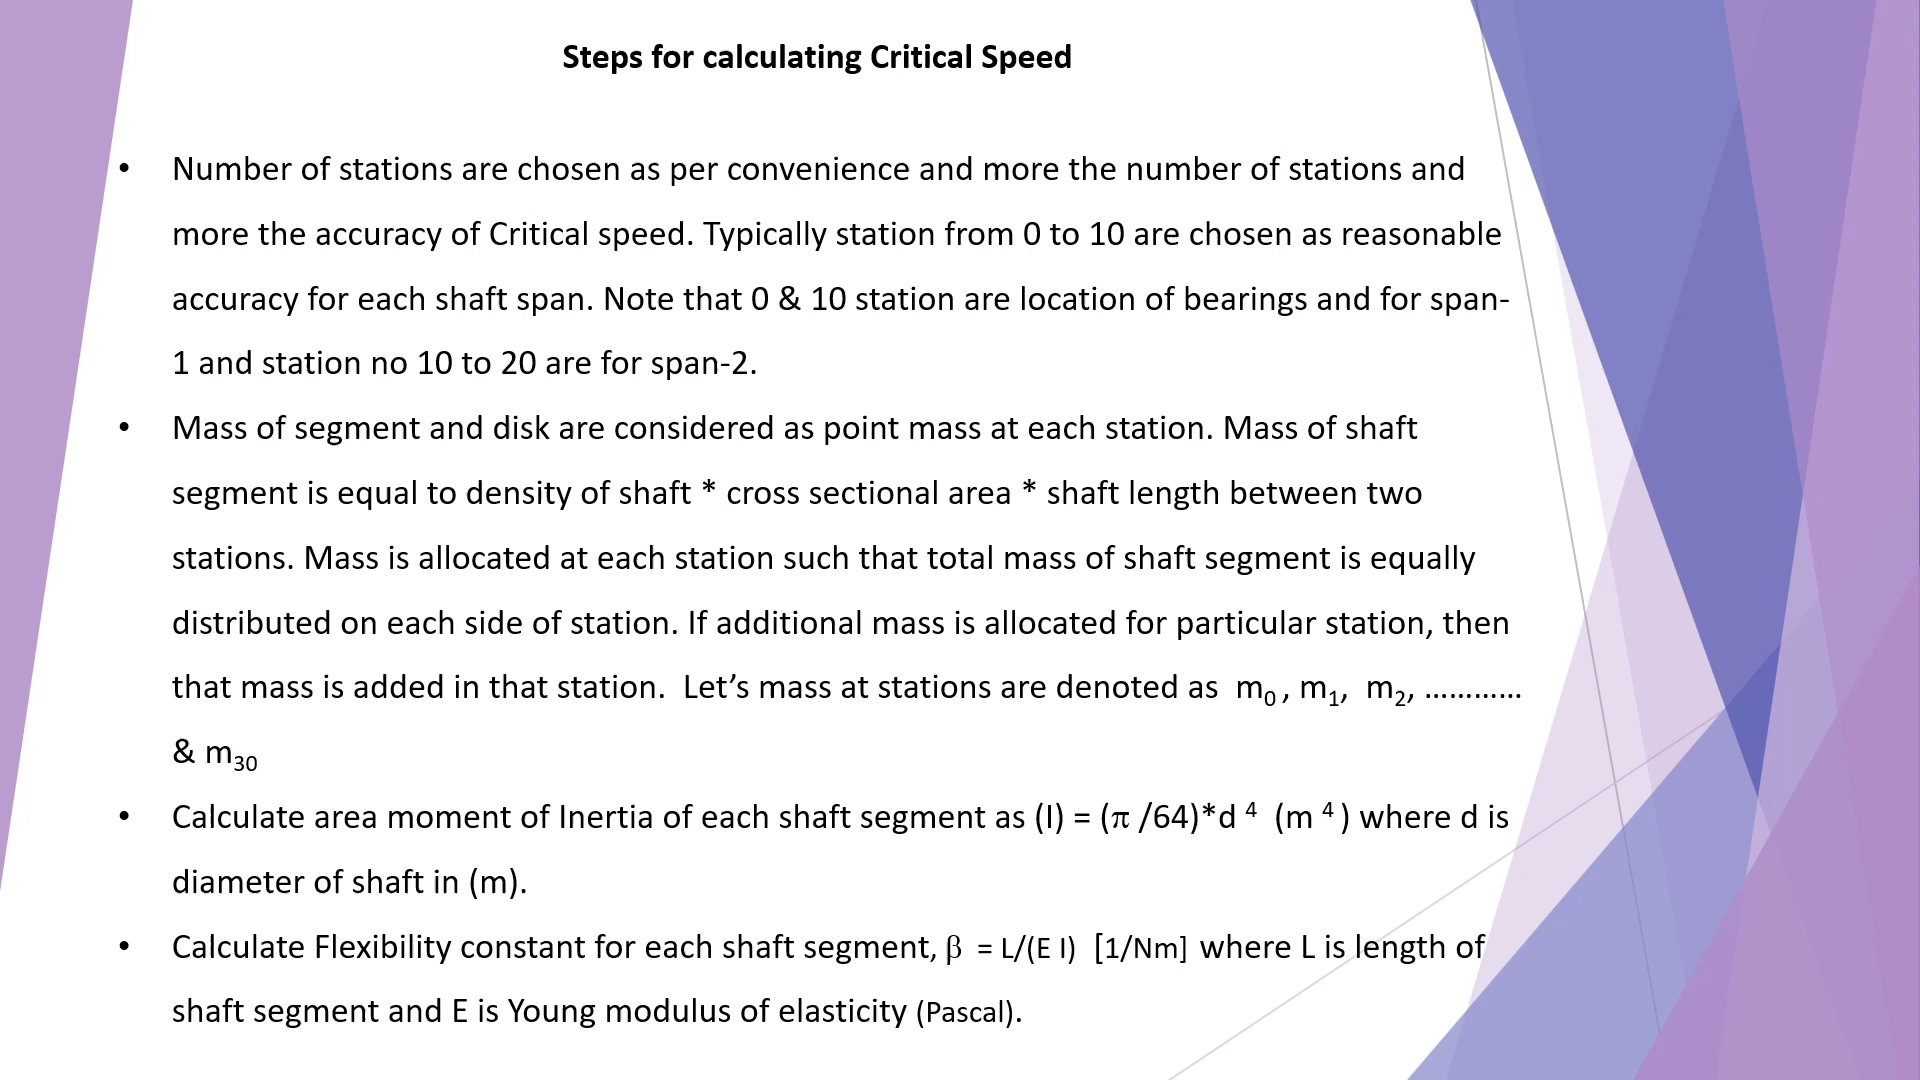 Steps for calculating Critical Speed
• Number of stations are chosen as per convenience and more the number of stations and
more the accuracy of Critical speed. Typically station from 0 to 10 are chosen as reasonable
accuracy for each shaft span. Note that 0 & 10 station are location of bearings and for span-
1 and station no 10 to 20 are for span-2.
• Mass of segment and disk are considered as point mass at each station. Mass of shaft
segment is equal to density of shaft * cross sectional area * shaft length between two
stations. Mass is allocated at each station such that total mass of shaft segment is equally
distributed on each side of station. If additional mass is allocated for particular station, then
that mass is added in that station.  Let’s mass at stations are denoted as  m₀ , m₁,  m₂, …………
& m₃₀
• Calculate area moment of Inertia of each shaft segment as (I) = (π /64)*d ⁴  (m ⁴ ) where d is
diameter of shaft in (m).
• Calculate Flexibility constant for each shaft segment, β  = L/(E I)  [1/Nm] where L is length of
shaft segment and E is Young modulus of elasticity (Pascal).